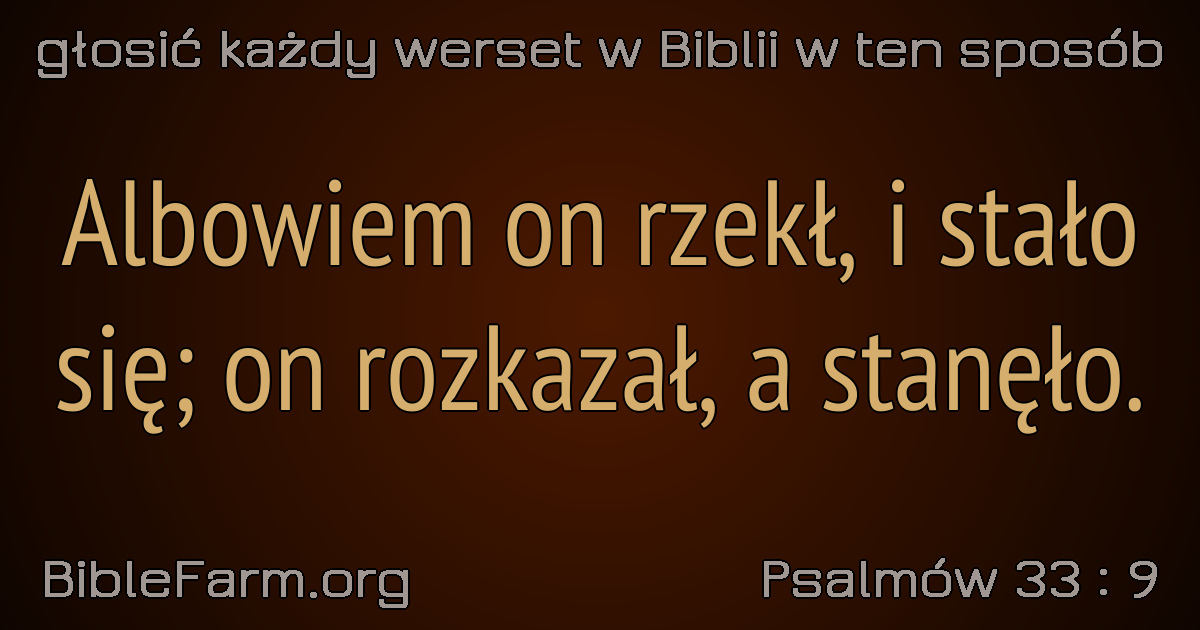 głosić każdy werset w Biblii w ten sposób
Albowiem on rzekł, i stało
się; on rozkazał, a stanęło.
BibleFarm.org
Psalmów 33 : 9